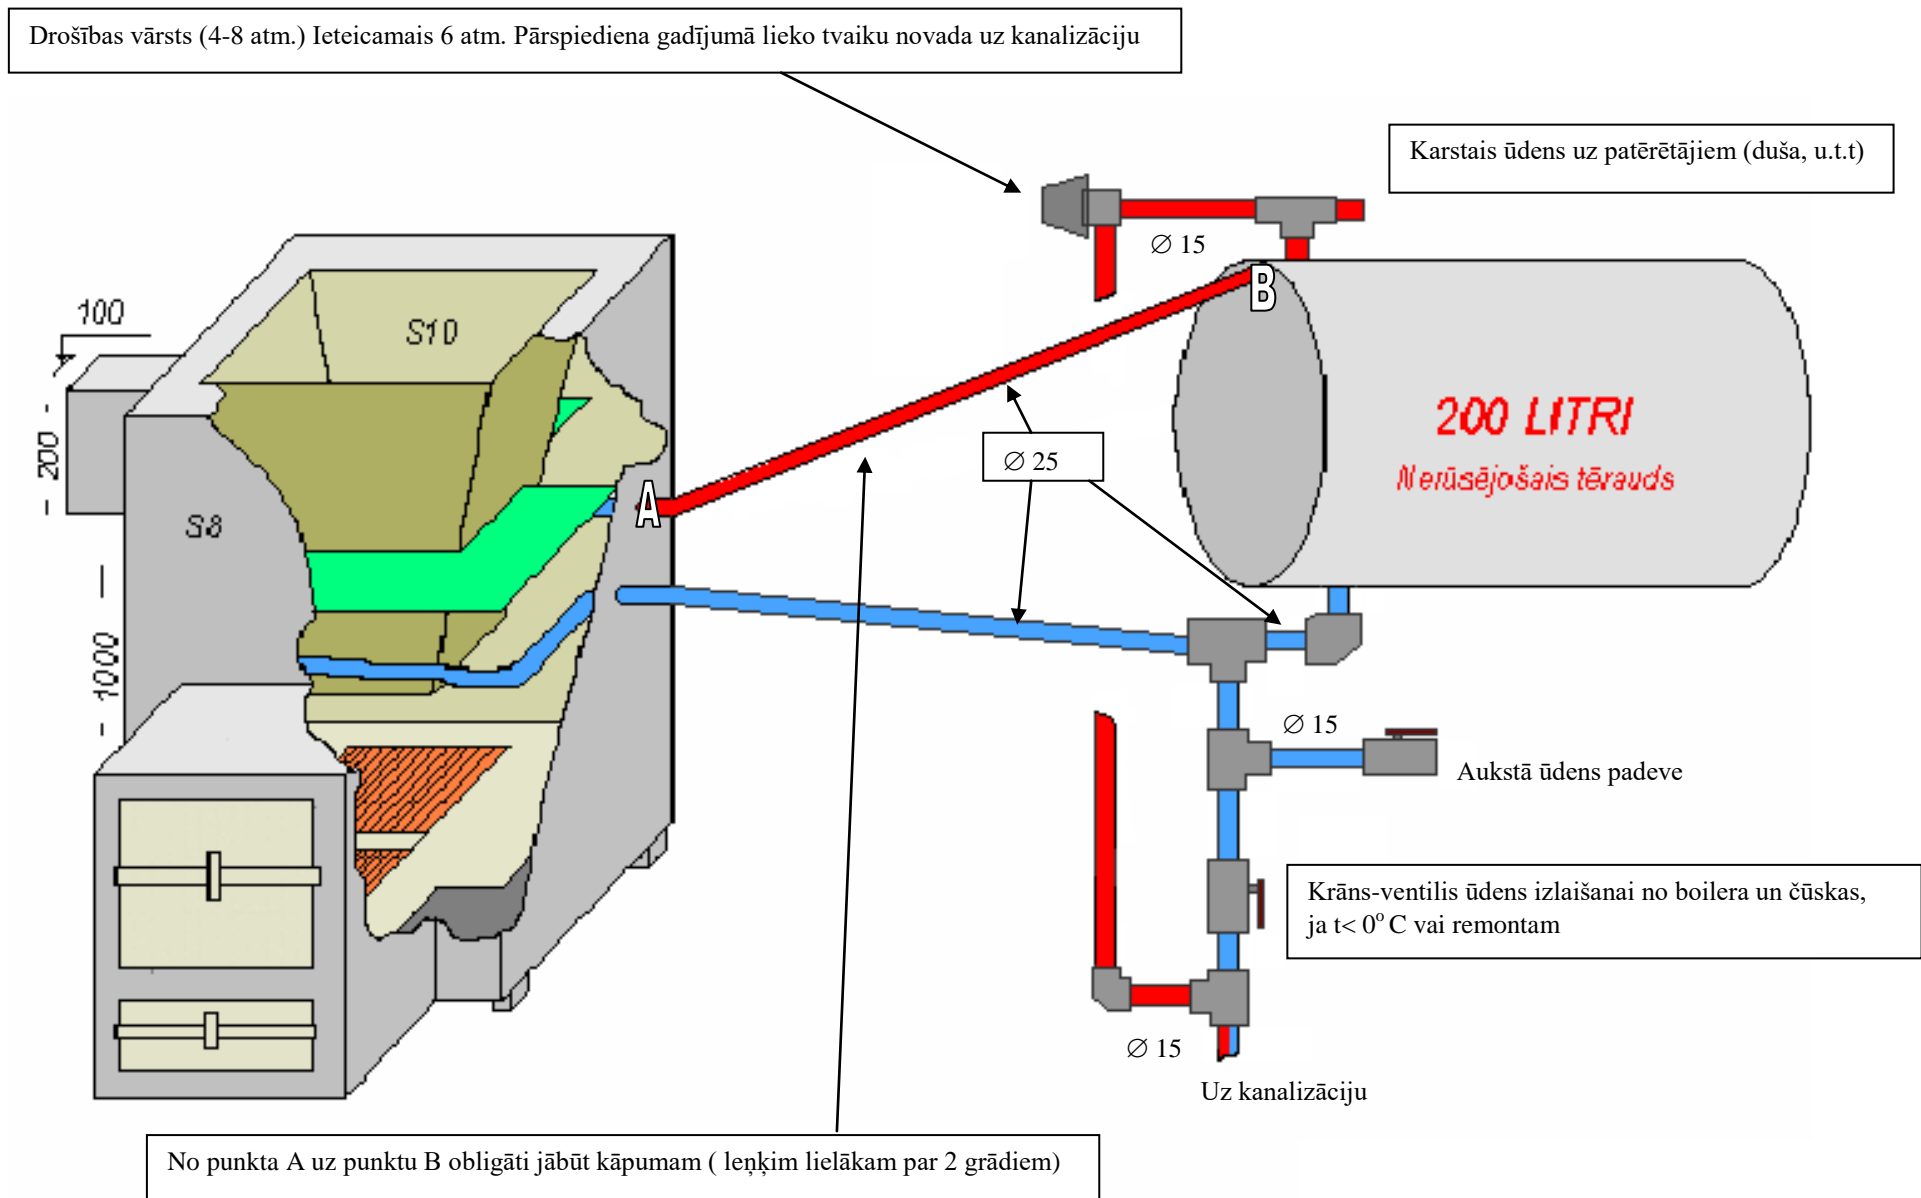 Drošības vārsts (4-8 atm.) Ieteicamais 6 atm. Pārspiediena gadījumā lieko tvaiku novada uz kanalizāciju
Karstais ūdens uz patērētājiem (duša, u.t.t)
∅ 15
B
100
S10
200
S8
A
∅ 25
200 LITRI
Nerūsējošais tērauds
1000
∅ 15
Aukstā ūdens padeve
Krāns-ventilis ūdens izlaišanai no boilera un čūskas,
ja t< 0° C vai remontam
∅ 15
Uz kanalizāciju
No punkta A uz punktu B obligāti jābūt kāpumam ( leņķim lielākam par 2 grādiem)